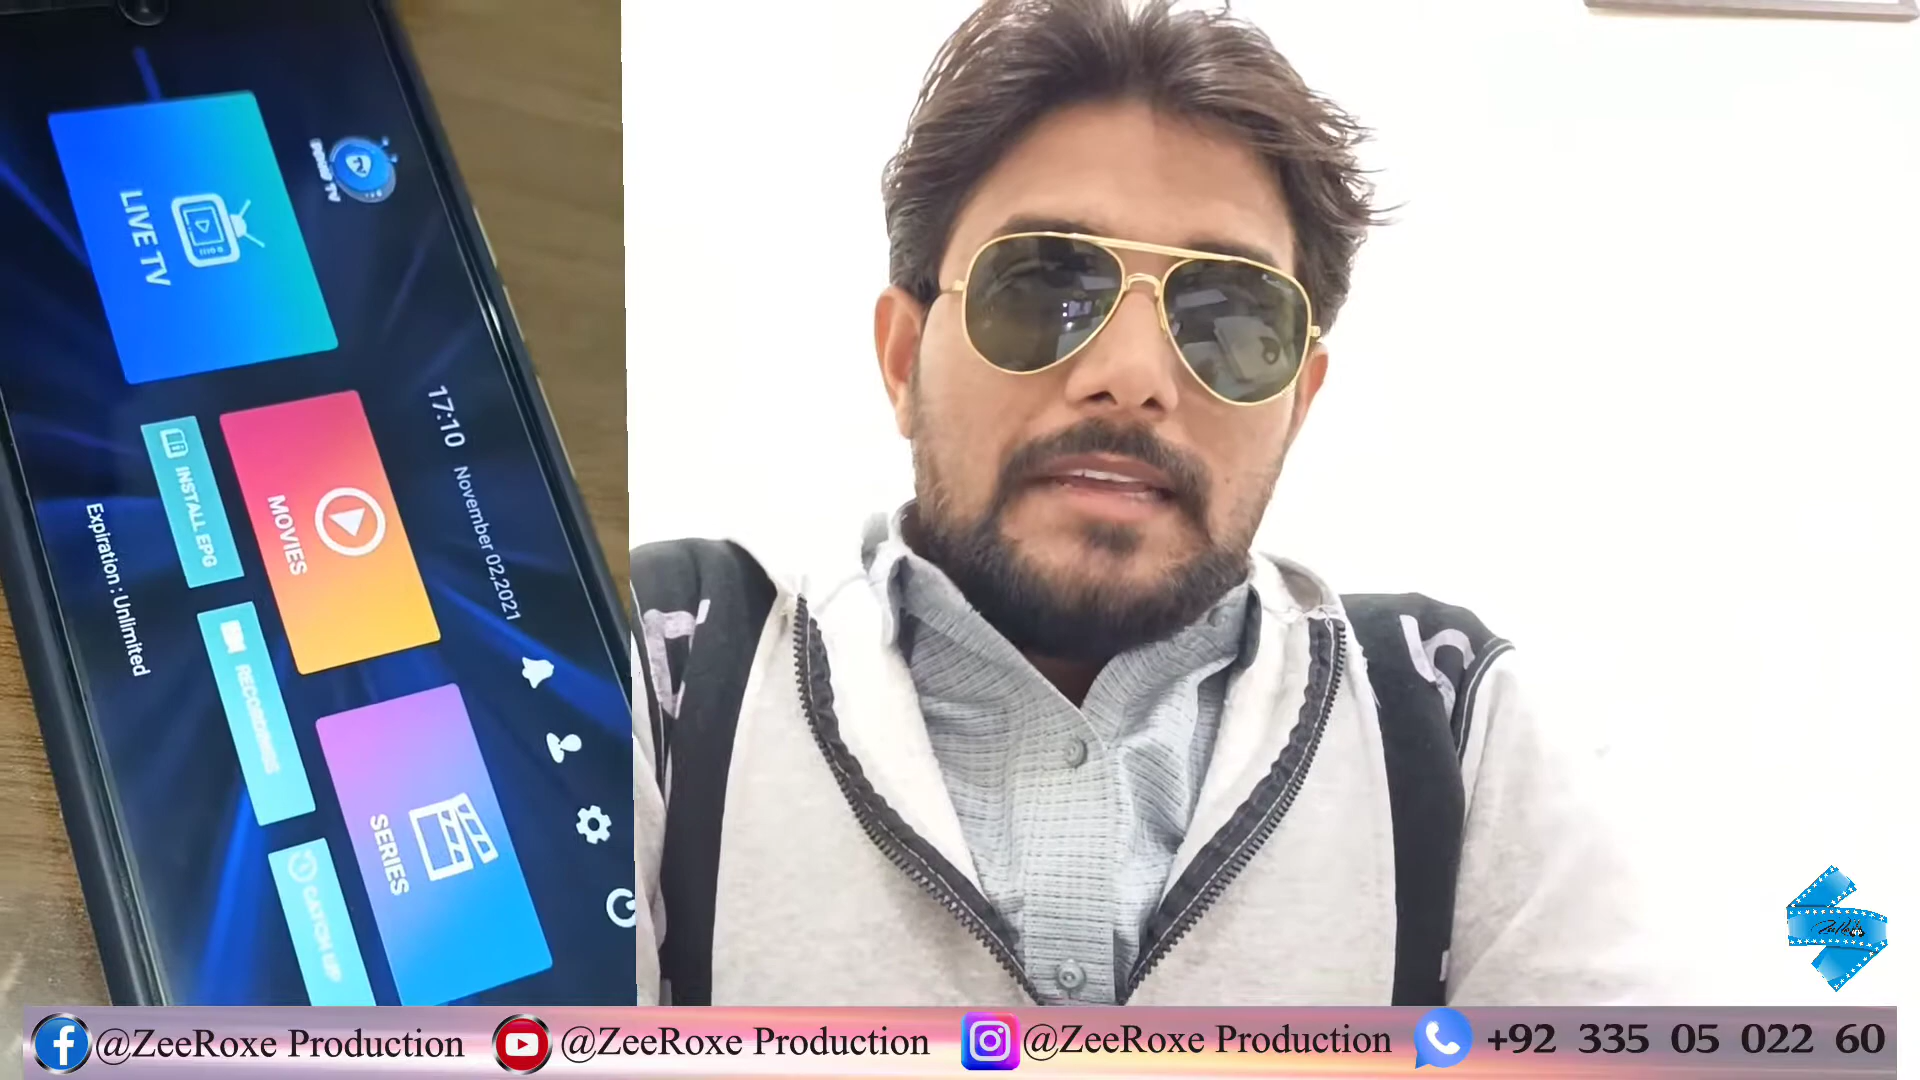 LIVE TV
MOVIES
SERIES
INSTALL EPG
RECORDINGS
CATCH UP
17:10 November 02,2021
Expiration : Unlimited
@ZeeRoxe Production @ZeeRoxe Production @ZeeRoxe Production +92 335 05 022 60